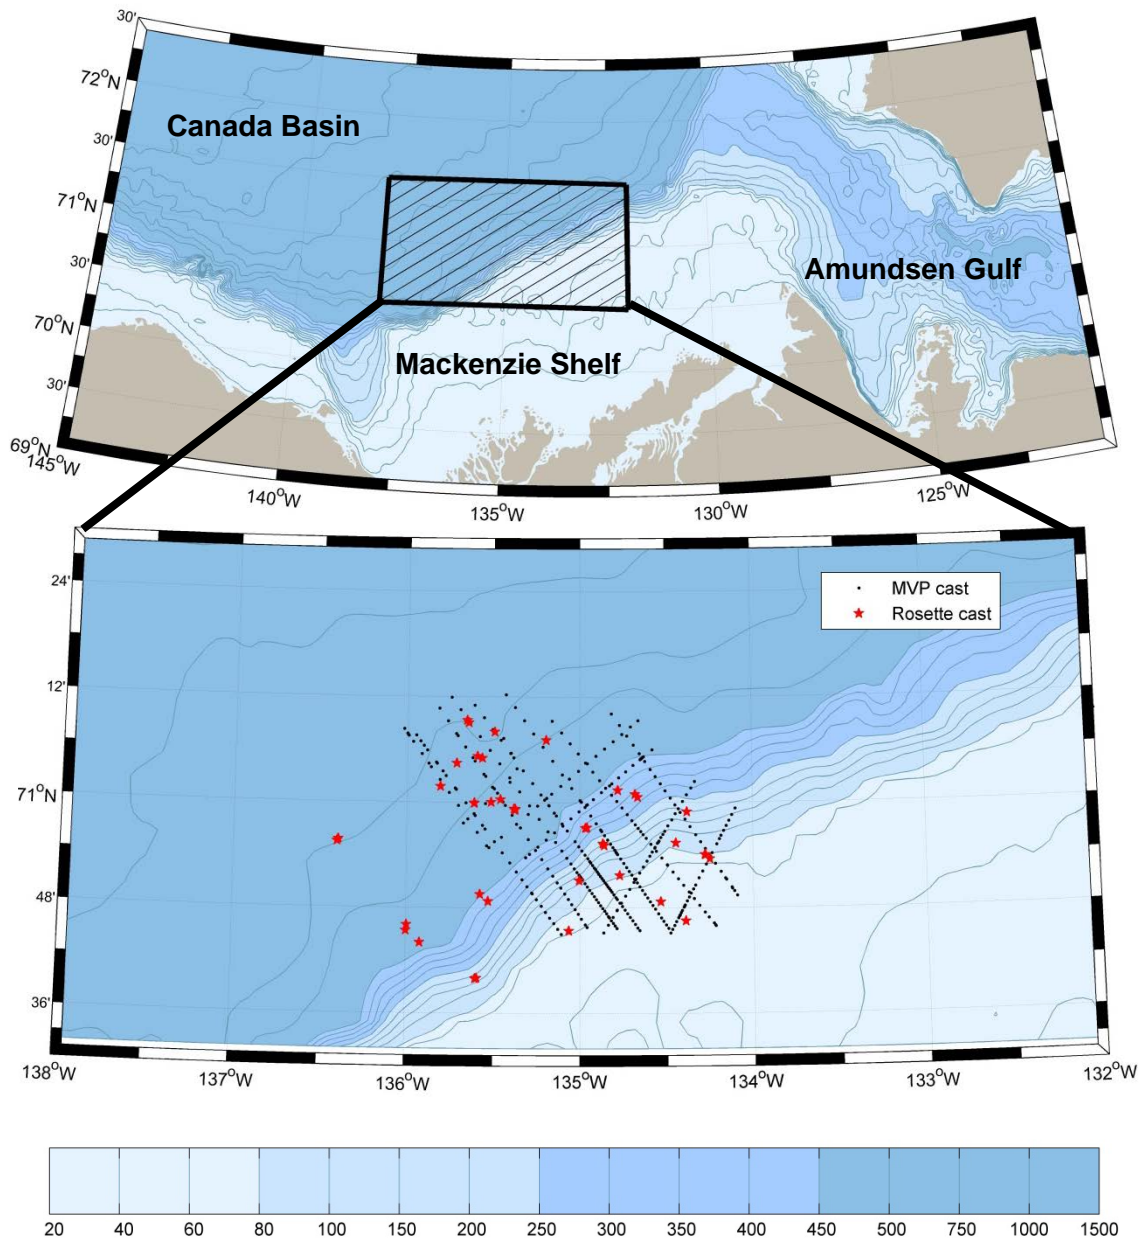 30'
72°N
30'
71°N
30'
70°N
30'
69°N
145°W
140°W
135°W
130°W
125°W
Canada Basin
Amundsen Gulf
Mackenzie Shelf
MVP cast
Rosette cast
24'
12'
71°N
48'
36'
138°W
137°W
136°W
135°W
134°W
133°W
132°W
20 40 60 80 100 150 200 250 300 350 400 450 500 750 1000 1500